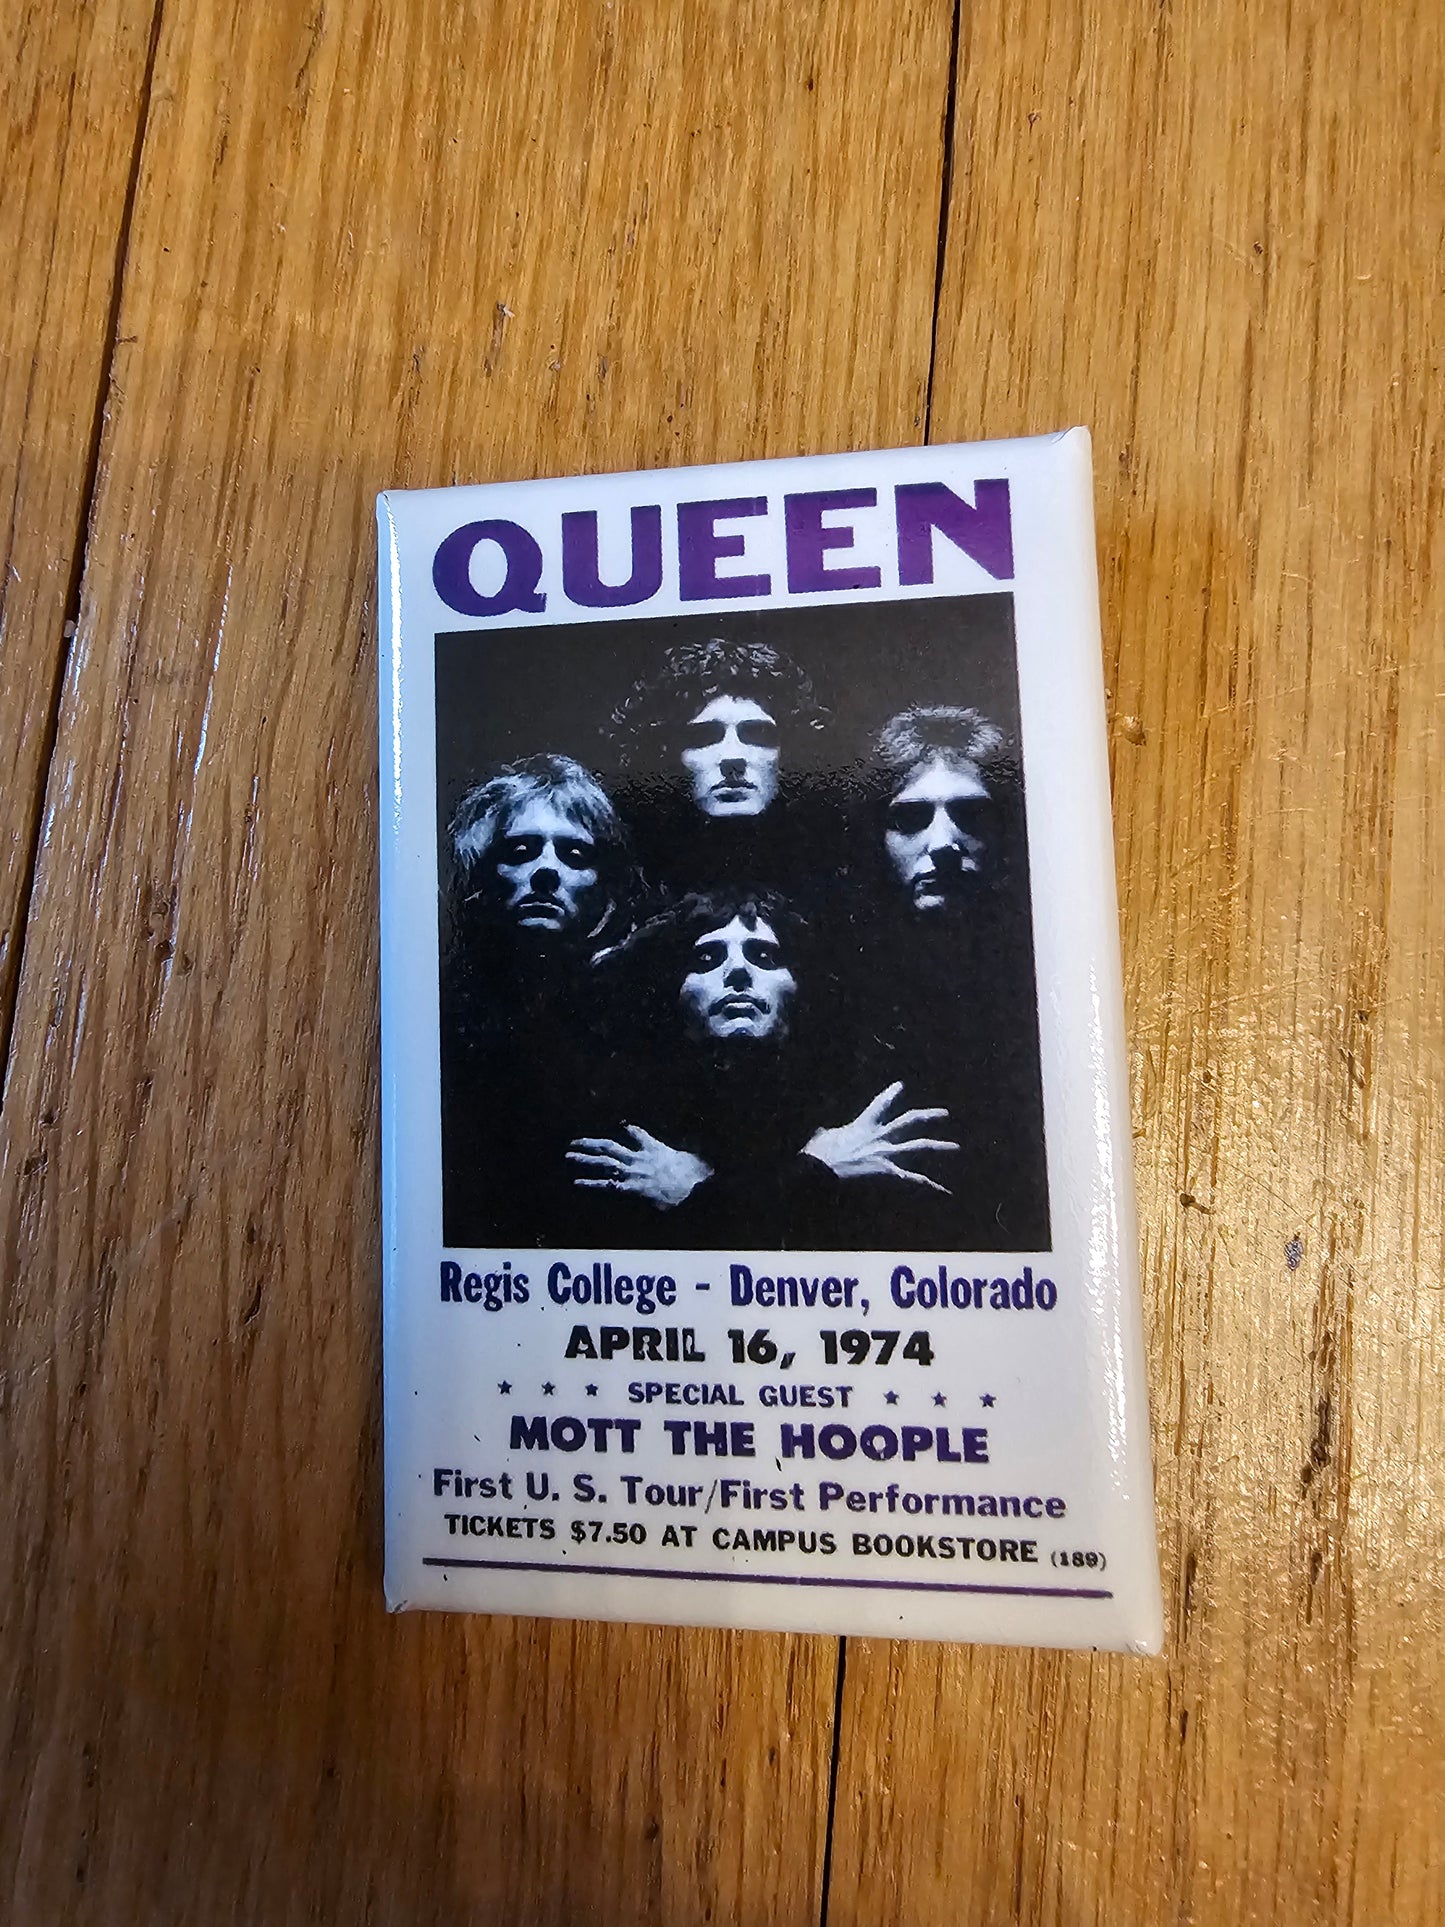 QUEEN
Regis College - Denver, Colorado
APRIL 16, 1974
★ ★ ★ SPECIAL GUEST ★ ★ ★
MOTT THE HOOPLE
First U. S. Tour/First Performance
TICKETS $7.50 AT CAMPUS BOOKSTORE (189)